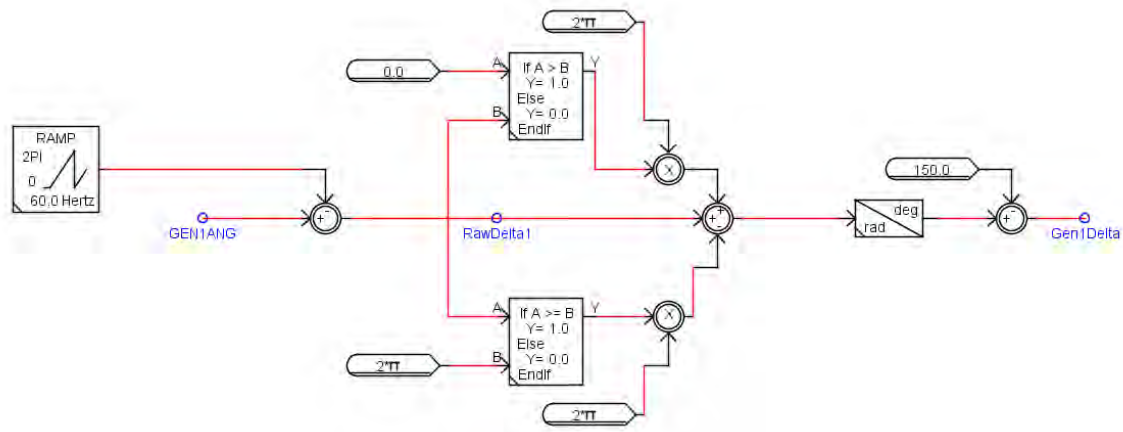 2*π
0.0
A
Y
If A > B
Y= 1.0
Else
Y= 0.0
EndIf
B
RAMP
2PI
0
60.0 Hertz
X
150.0
+ -
GEN1ANG
RawDelta1
+ +
-
deg
rad
+ -
Gen1Delta
A
Y
If A >= B
Y= 1.0
Else
Y= 0.0
EndIf
B
X
2*π
2*π